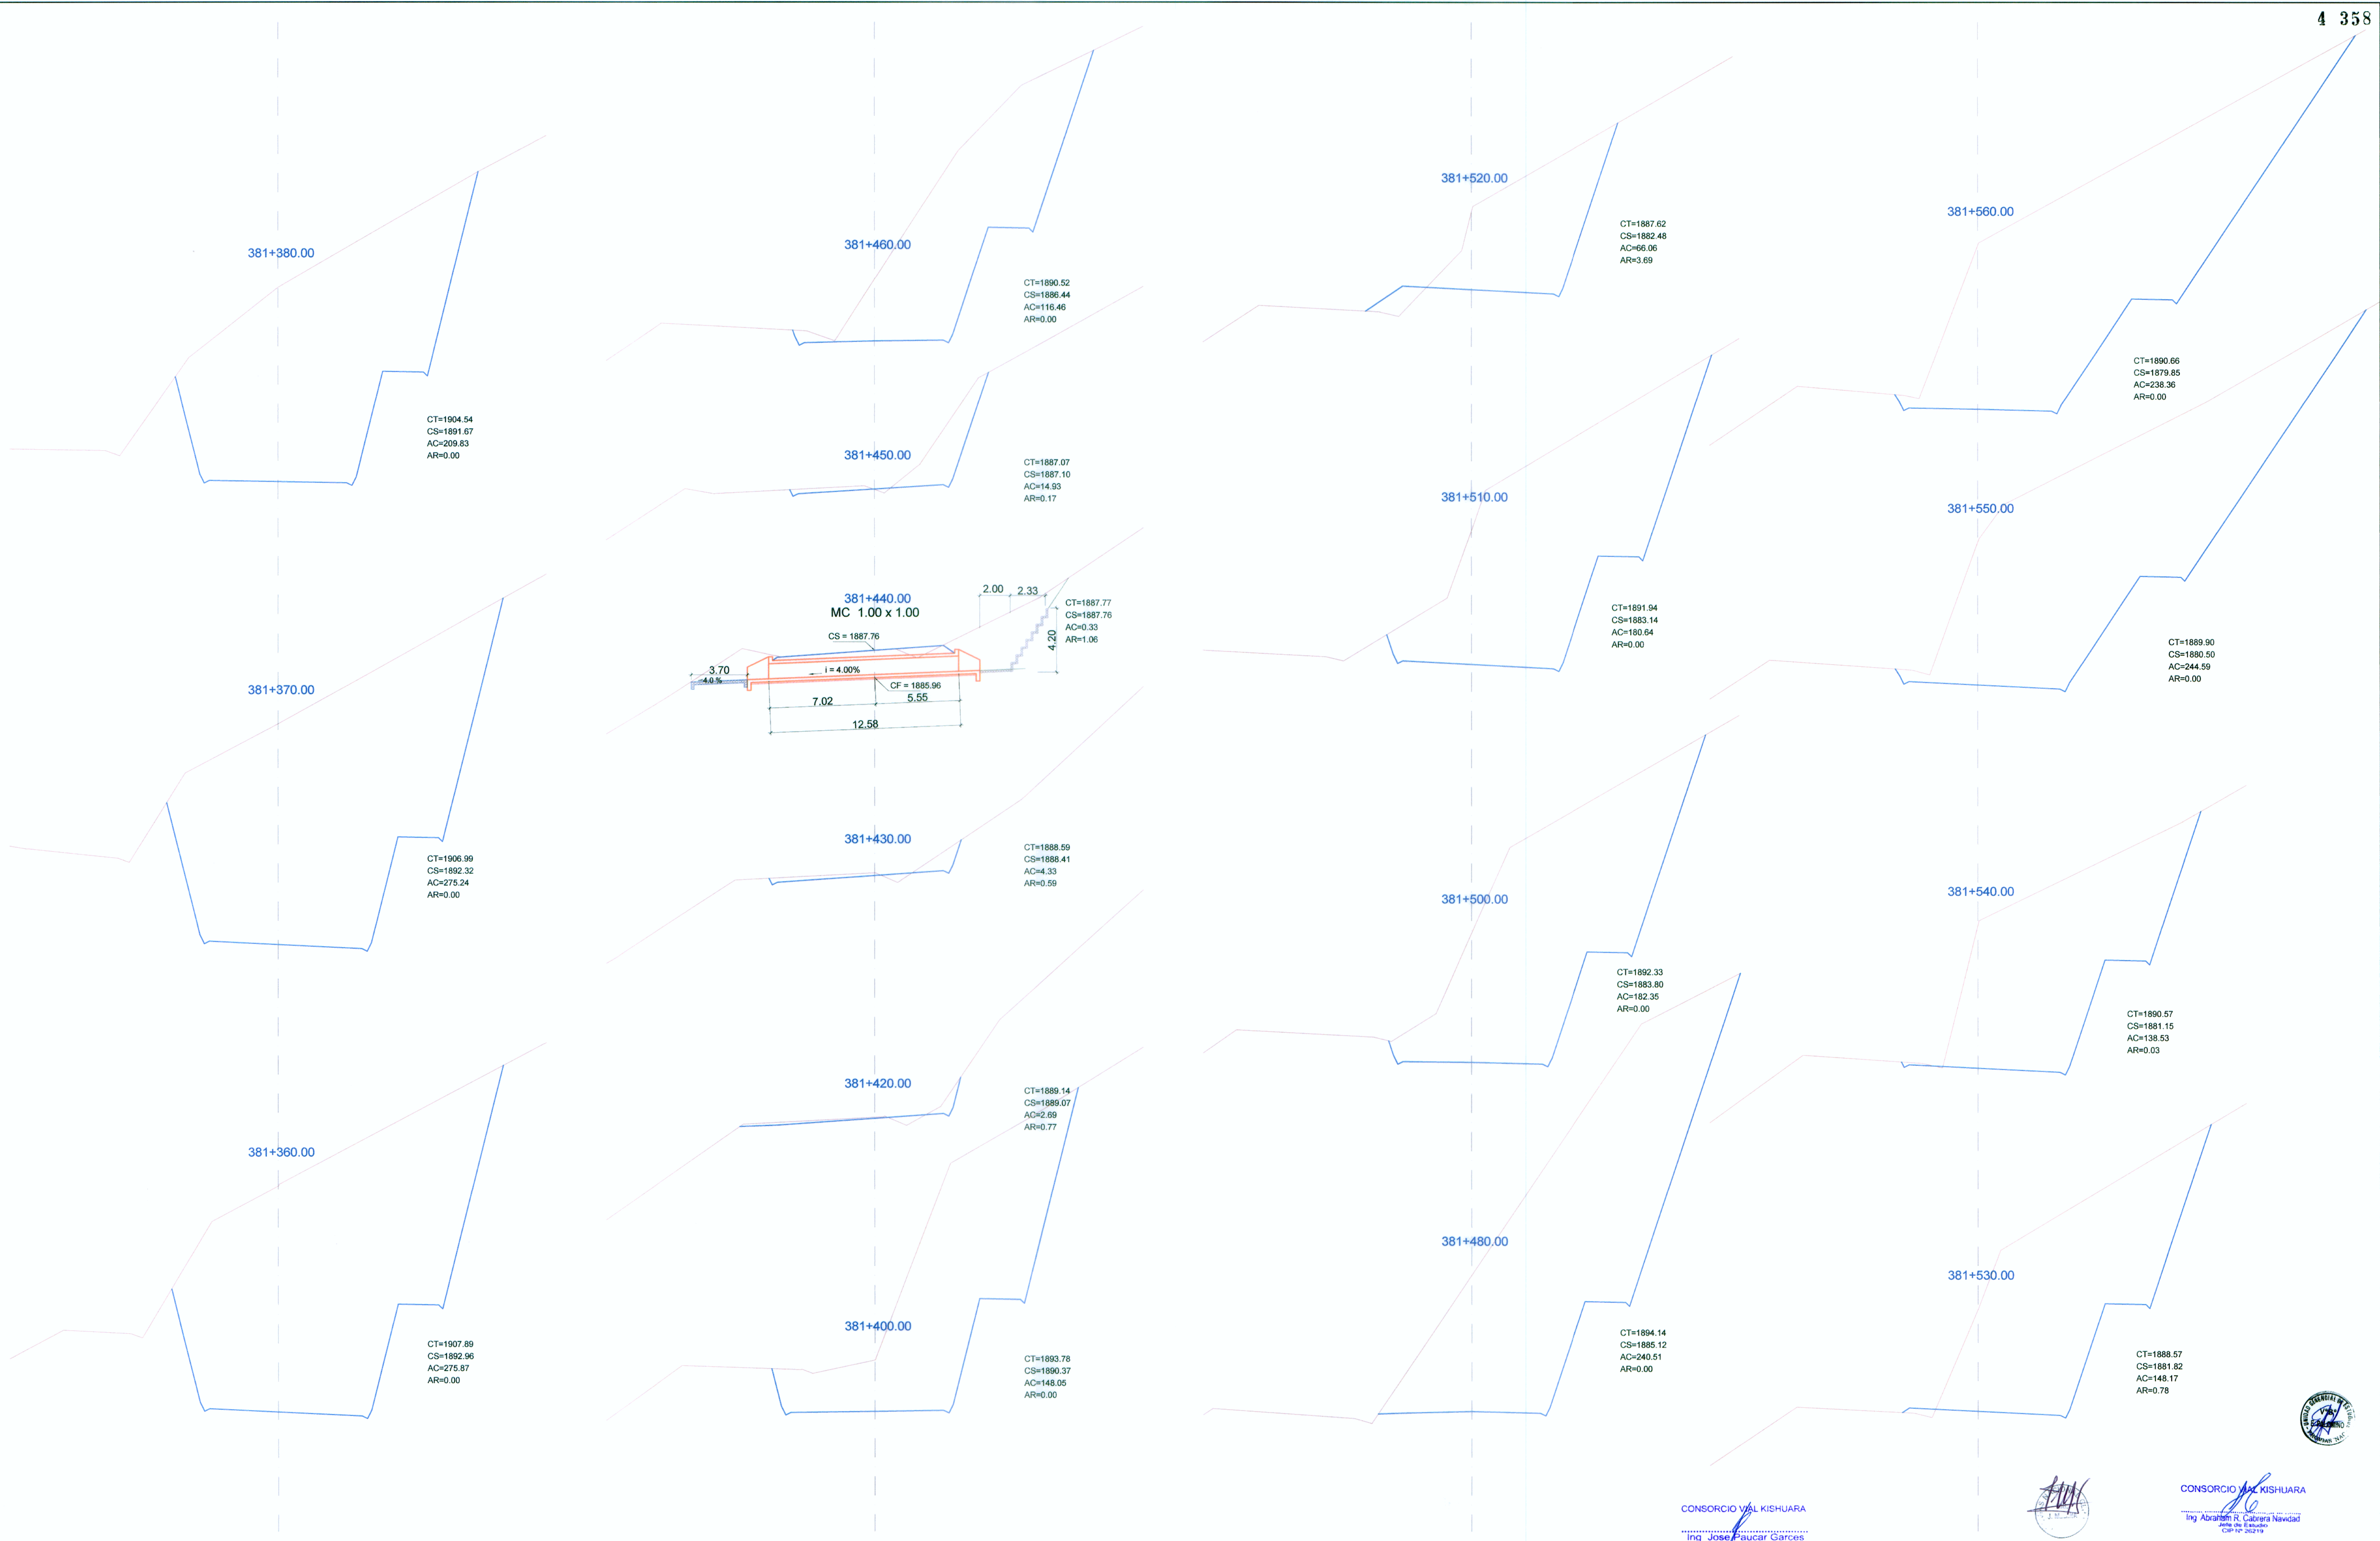 4 358
381+380.00
CT=1904.54
CS=1891.67
AC=209.83
AR=0.00
381+370.00
CT=1906.99
CS=1892.32
AC=275.24
AR=0.00
381+360.00
CT=1907.89
CS=1892.96
AC=275.87
AR=0.00
381+460.00
CT=1890.52
CS=1886.44
AC=116.46
AR=0.00
381+450.00
CT=1887.07
CS=1887.10
AC=14.93
AR=0.17
381+440.00
MC 1.00 x 1.00
CS = 1887.76
2.00
2.33
4.20
CT=1887.77
CS=1887.76
AC=0.33
AR=1.06
3.70
4.0 %
i = 4.00%
CF = 1885.96
7.02
5.55
12.58
381+430.00
CT=1888.59
CS=1888.41
AC=4.33
AR=0.59
381+420.00
CT=1889.14
CS=1889.07
AC=2.69
AR=0.77
381+400.00
CT=1893.78
CS=1890.37
AC=148.05
AR=0.00
381+520.00
CT=1887.62
CS=1882.48
AC=66.06
AR=3.69
381+510.00
CT=1891.94
CS=1883.14
AC=180.64
AR=0.00
381+500.00
CT=1892.33
CS=1883.80
AC=182.35
AR=0.00
381+480.00
CT=1894.14
CS=1885.12
AC=240.51
AR=0.00
381+560.00
CT=1890.66
CS=1879.85
AC=238.36
AR=0.00
381+550.00
CT=1889.90
CS=1880.50
AC=244.59
AR=0.00
381+540.00
CT=1890.57
CS=1881.15
AC=138.53
AR=0.03
381+530.00
CT=1888.57
CS=1881.82
AC=148.17
AR=0.78
UNIDAD GERENCIAL DE
CONSORCIO VIAL KISHUARA
Ing Jose Paucar Garces
CONSORCIO VIAL KISHUARA
Ing Abraham R. Cabrera Navidad
Jefe de Estudio
CIP N° 26219